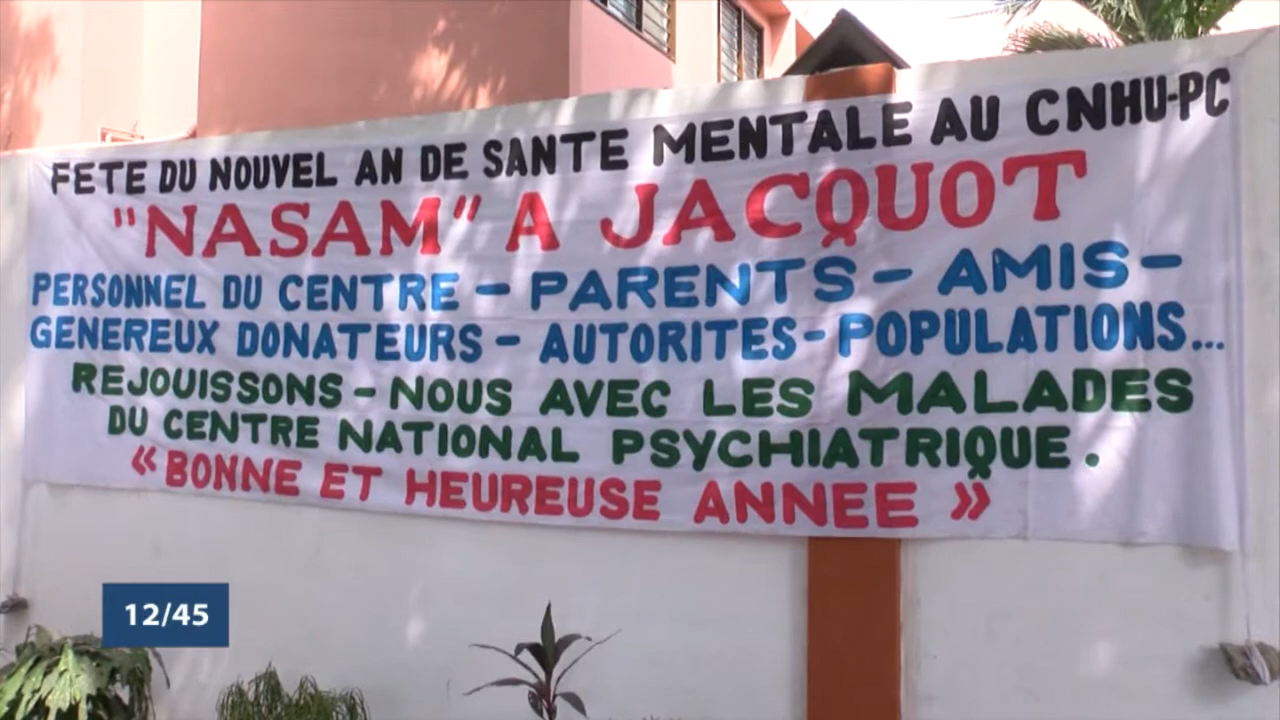 FETE DU NOUVEL AN DE SANTE MENTALE AU CNHU-PC
"NASAM" A JACQUOT
PERSONNEL DU CENTRE - PARENTS - AMIS -
GENEREUX DONATEURS - AUTORITES - POPULATIONS...
REJOUISSONS - NOUS AVEC LES MALADES
DU CENTRE NATIONAL PSYCHIATRIQUE.
« BONNE ET HEUREUSE ANNEE »
12/45